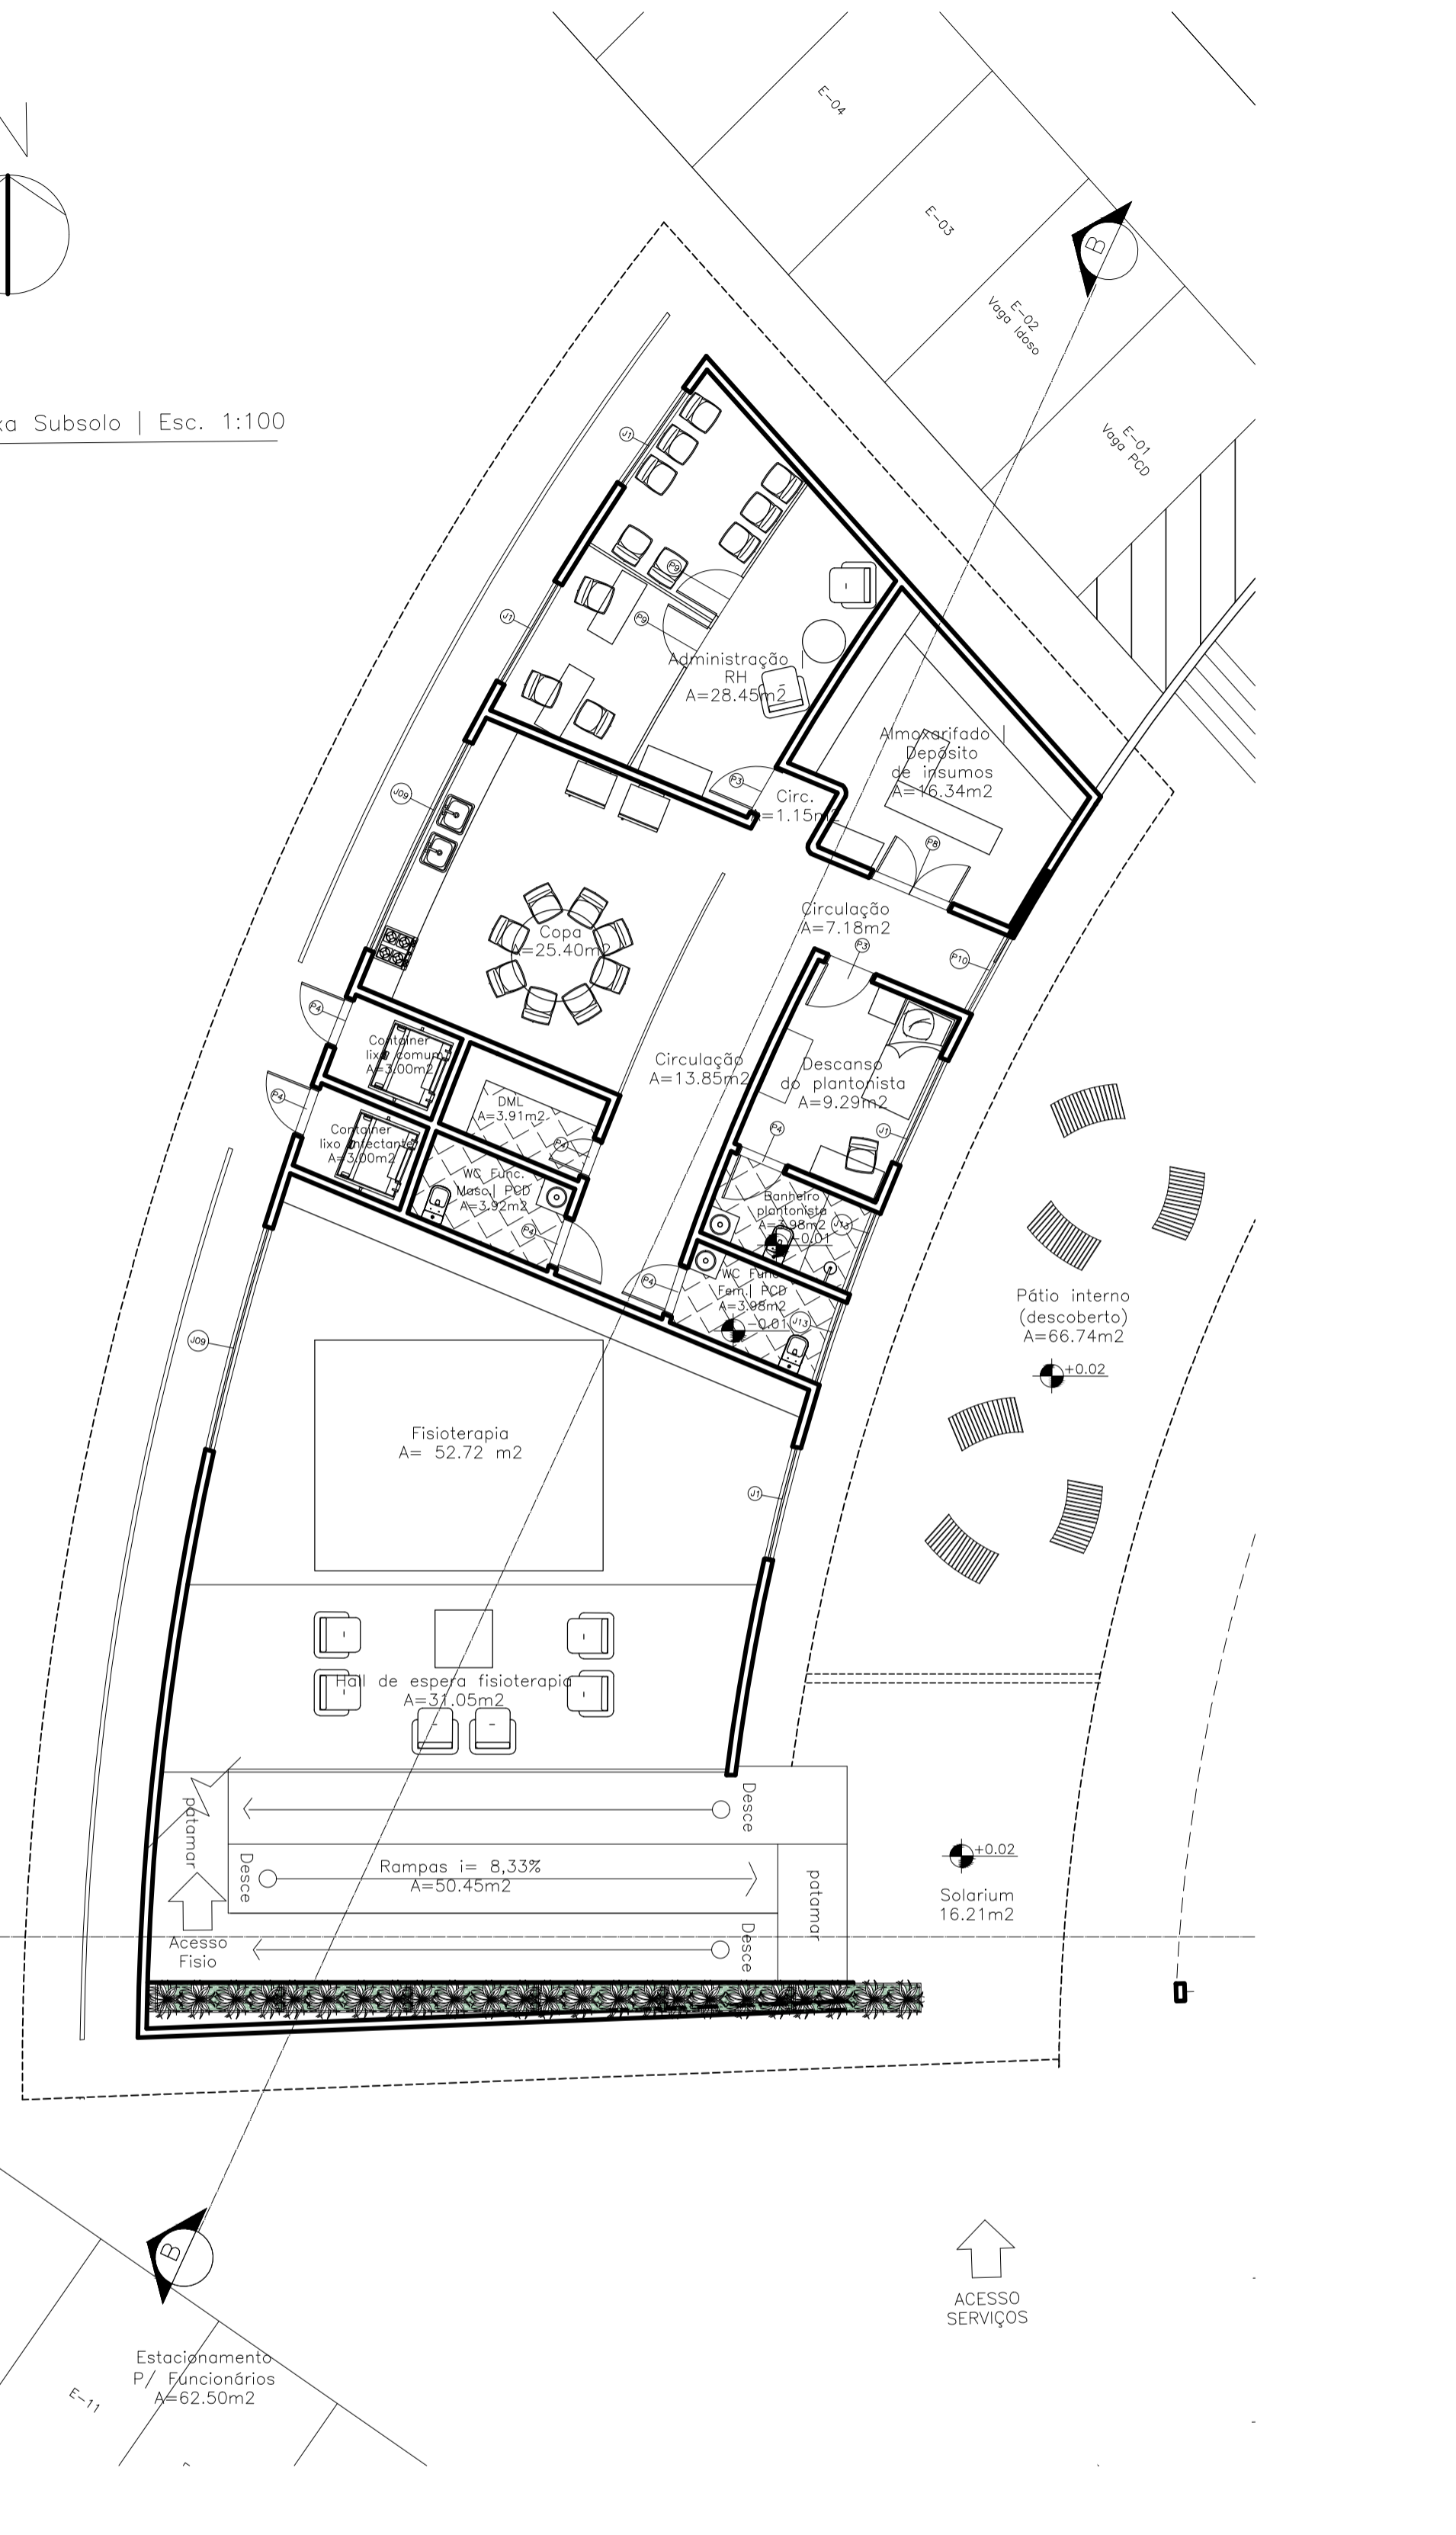 E-04
E-03
E-02
Vaga Idoso
E-01
Vaga PCD
B
xa Subsolo | Esc. 1:100
J1
P9
J1
P9
Administração |
RH
A=28.45m2
Almoxarifado |
Depósito
de insumos
A=16.34m2
P3
Circ.
A=1.15m2
J09
P8
Circulação
A=7.18m2
P3
P10
Copa
A=25.40m2
P4
Container
lixo comum
A=3.00m2
Circulação
A=13.85m2
Descanso
do plantonista
A=9.29m2
P4
DML
A=3.91m2
Container
lixo infectante
A=3.00m2
P4
P4
J1
WC Func.
Masc| PCD
A=3.92m2
P4
Banheiro
plantonista
A=3.98m2
J13
-0.01
P4
WC Func.
Fem.| PCD
A=3.98m2
-0.01
J13
Pátio interno
(descoberto)
A=66.74m2
+0.02
J09
Fisioterapia
A= 52.72 m2
J1
Hall de espera fisioterapia
A=31.05m2
patamar
Desce
Desce
Rampas i= 8,33%
A=50.45m2
patamar
Desce
Acesso
Fisio
+0.02
Solarium
16.21m2
B
ACESSO
SERVIÇOS
Estacionamento
P/ Funcionários
A=62.50m2
E-11